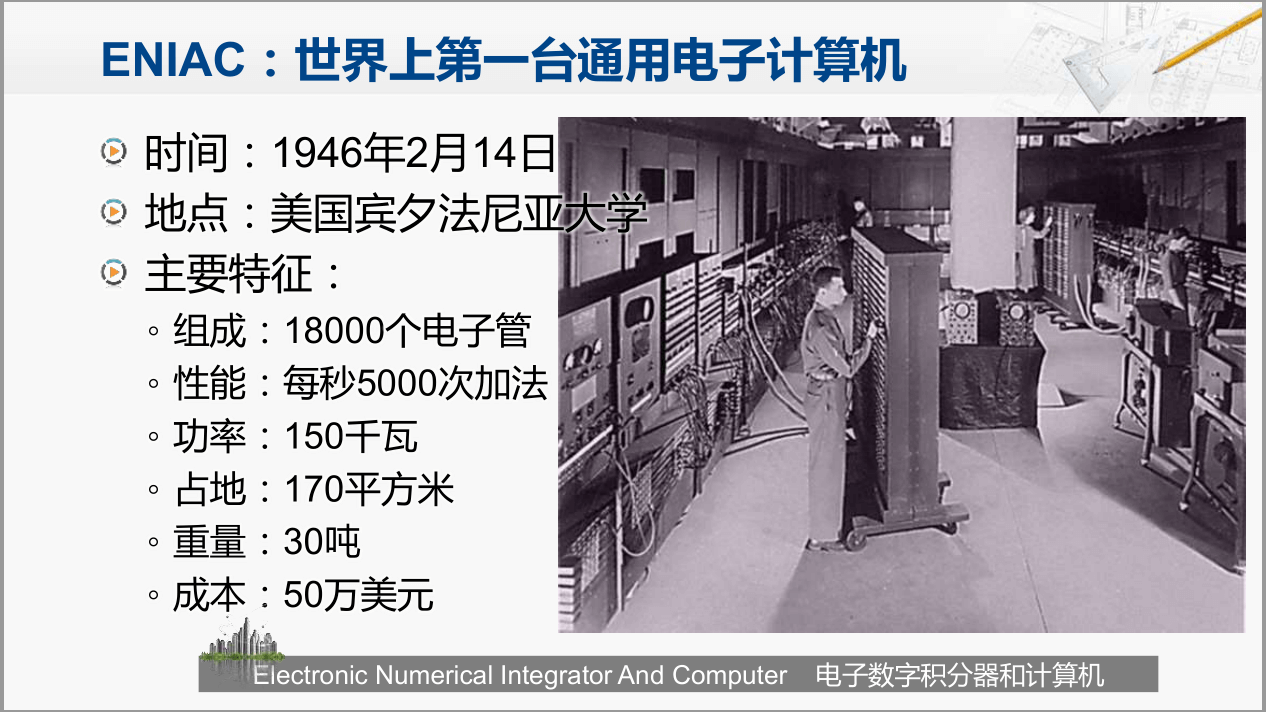 ENIAC：世界上第一台通用电子计算机
时间：1946年2月14日
地点：美国宾夕法尼亚大学
主要特征：
组成：18000个电子管
性能：每秒5000次加法
功率：150千瓦
占地：170平方米
重量：30吨
成本：50万美元
Electronic Numerical Integrator And Computer 电子数字积分器和计算机